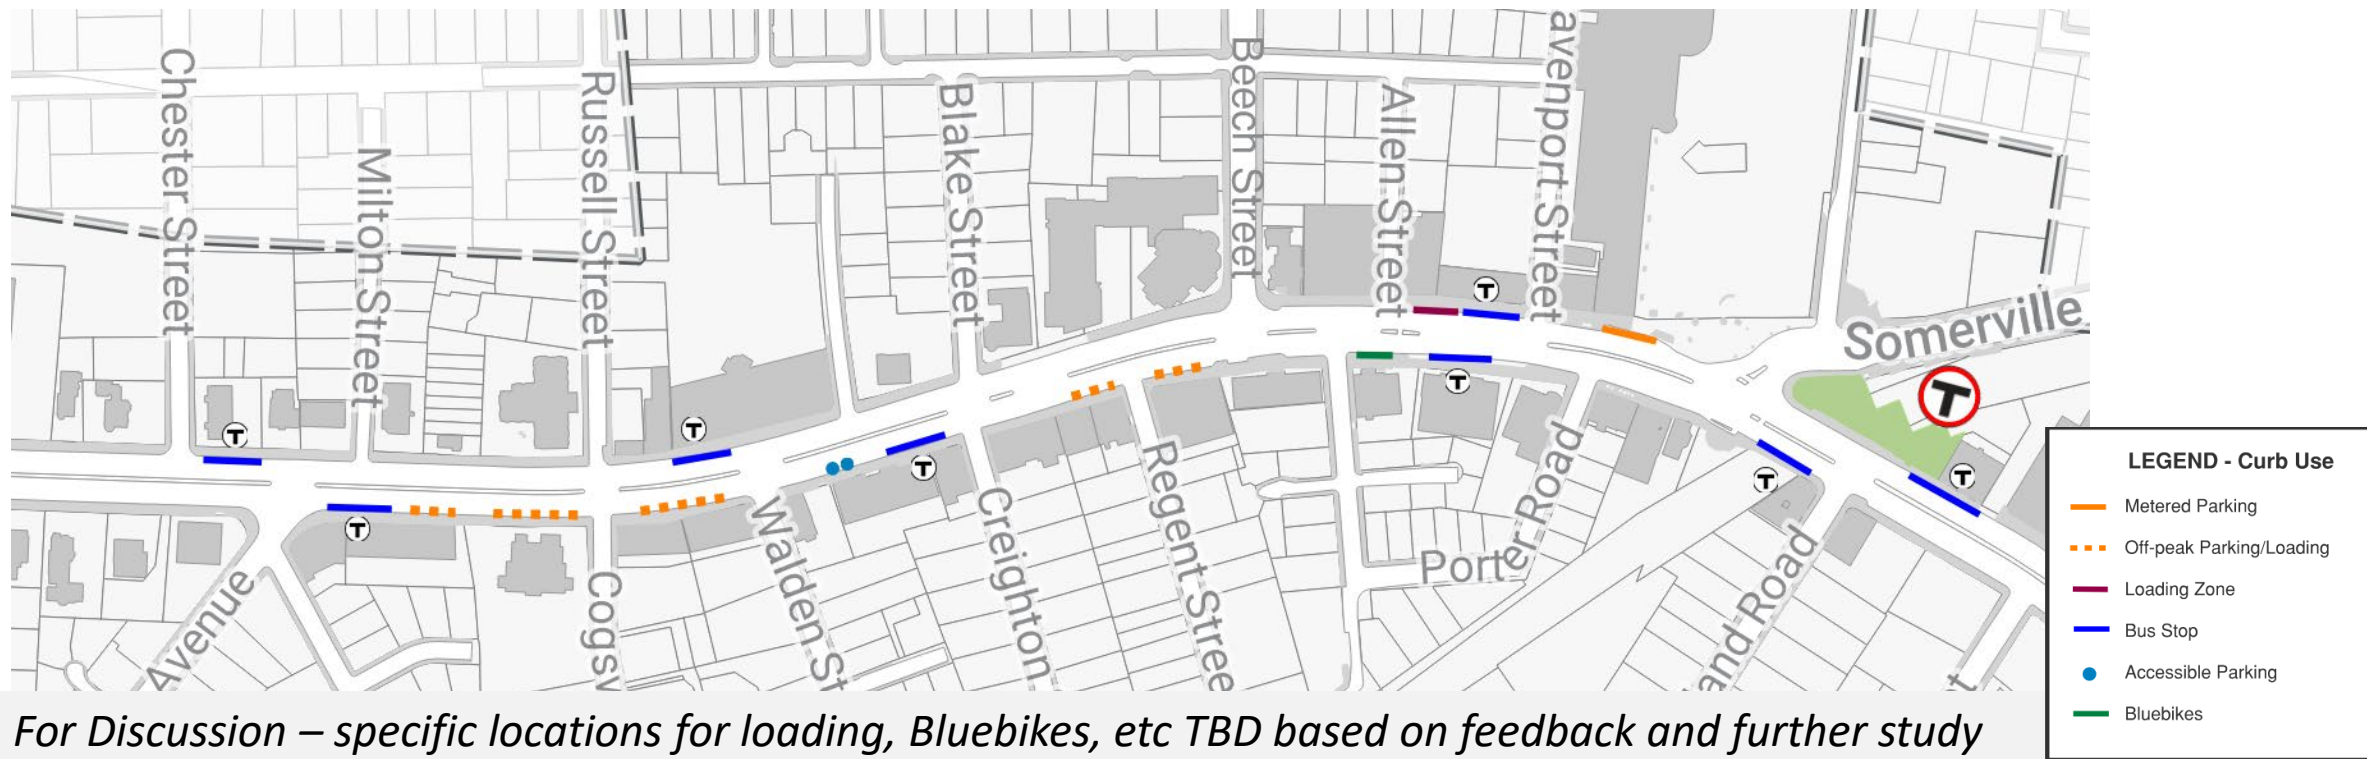 Chester Street
Milton Street
Russell Street
Blake Street
Beech Street
Allen Street
avenport Street
Somerville
T
T
T
T
T
T
T
T
T
Avenue
Cogsw
Walden St
Creighton
Regent Stree
Porter Road
land Road
LEGEND - Curb Use
Metered Parking
Off-peak Parking/Loading
Loading Zone
Bus Stop
Accessible Parking
Bluebikes
For Discussion – specific locations for loading, Bluebikes, etc TBD based on feedback and further study